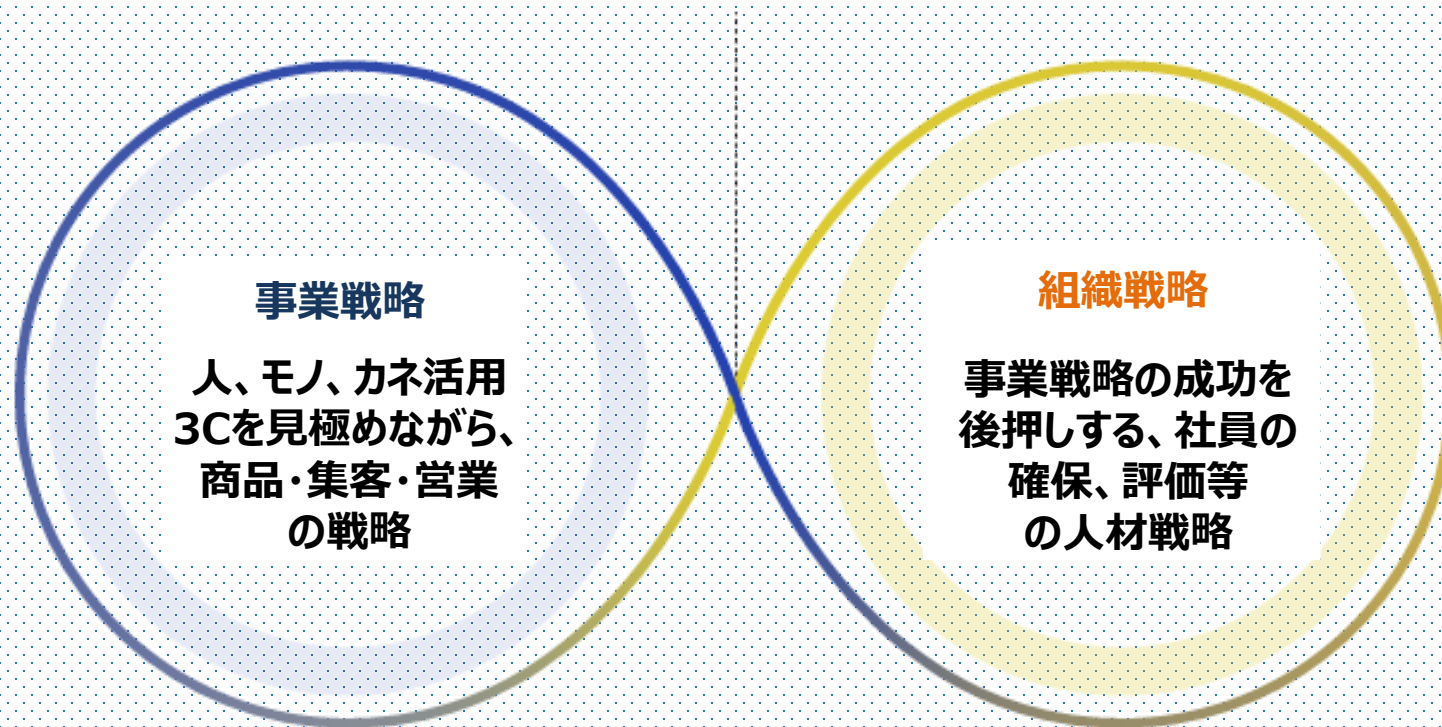 事業戦略
人、モノ、カネ活用
3Cを見極めながら、
商品・集客・営業
の戦略
組織戦略
事業戦略の成功を
後押しする、社員の
確保、評価等
の人材戦略